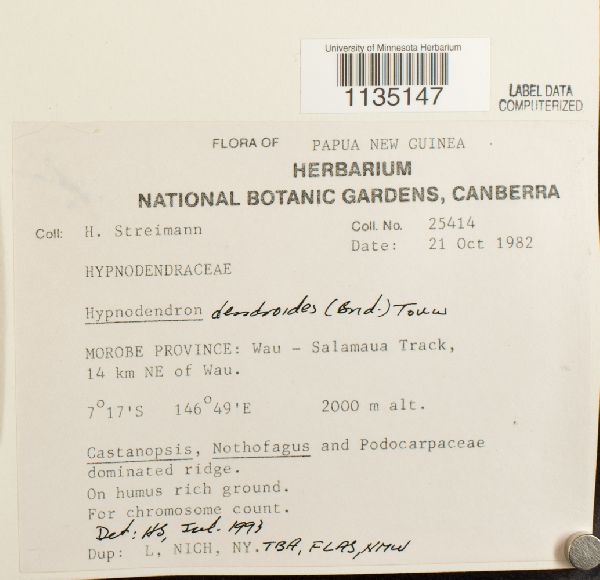 University of Minnesota Herbarium
1135147
LABEL DATA
COMPUTERIZED
FLORA OF PAPUA NEW GUINEA
HERBARIUM
NATIONAL BOTANIC GARDENS, CANBERRA
Coll: H. Streimann Coll. No. 25414
Date: 21 Oct 1982
HYPNODENDRACEAE
Hypnodendron dendroides (Brid.) Touw
MOROBE PROVINCE: Wau - Salamaua Track,
14 km NE of Wau.
7°17'S 146°49'E 2000 m alt.
Castanopsis, Nothofagus and Podocarpaceae
dominated ridge.
On humus rich ground.
For chromosome count.
Det: HS, Jul. 1993
Dup: L, NICH, NY. TBA, FLAS, NMW